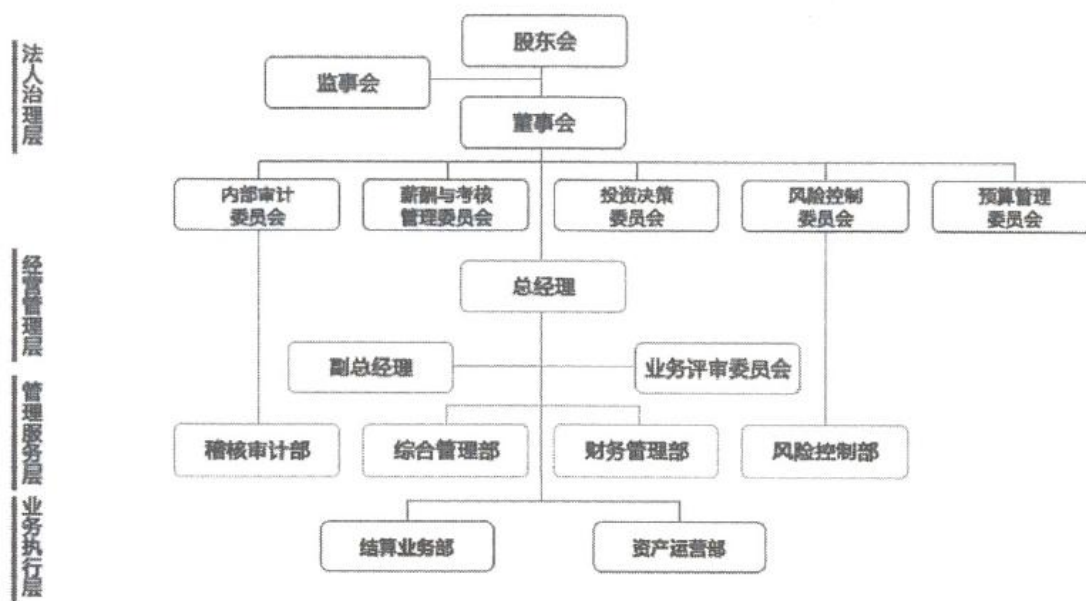 法人治理层
股东会
监事会
董事会
内部审计
委员会
薪酬与考核
管理委员会
投资决策
委员会
风险控制
委员会
预算管理
委员会
经营管理层
总经理
副总经理
业务评审委员会
管理服务层
稽核审计部
综合管理部
财务管理部
风险控制部
业务执行层
结算业务部
资产运营部